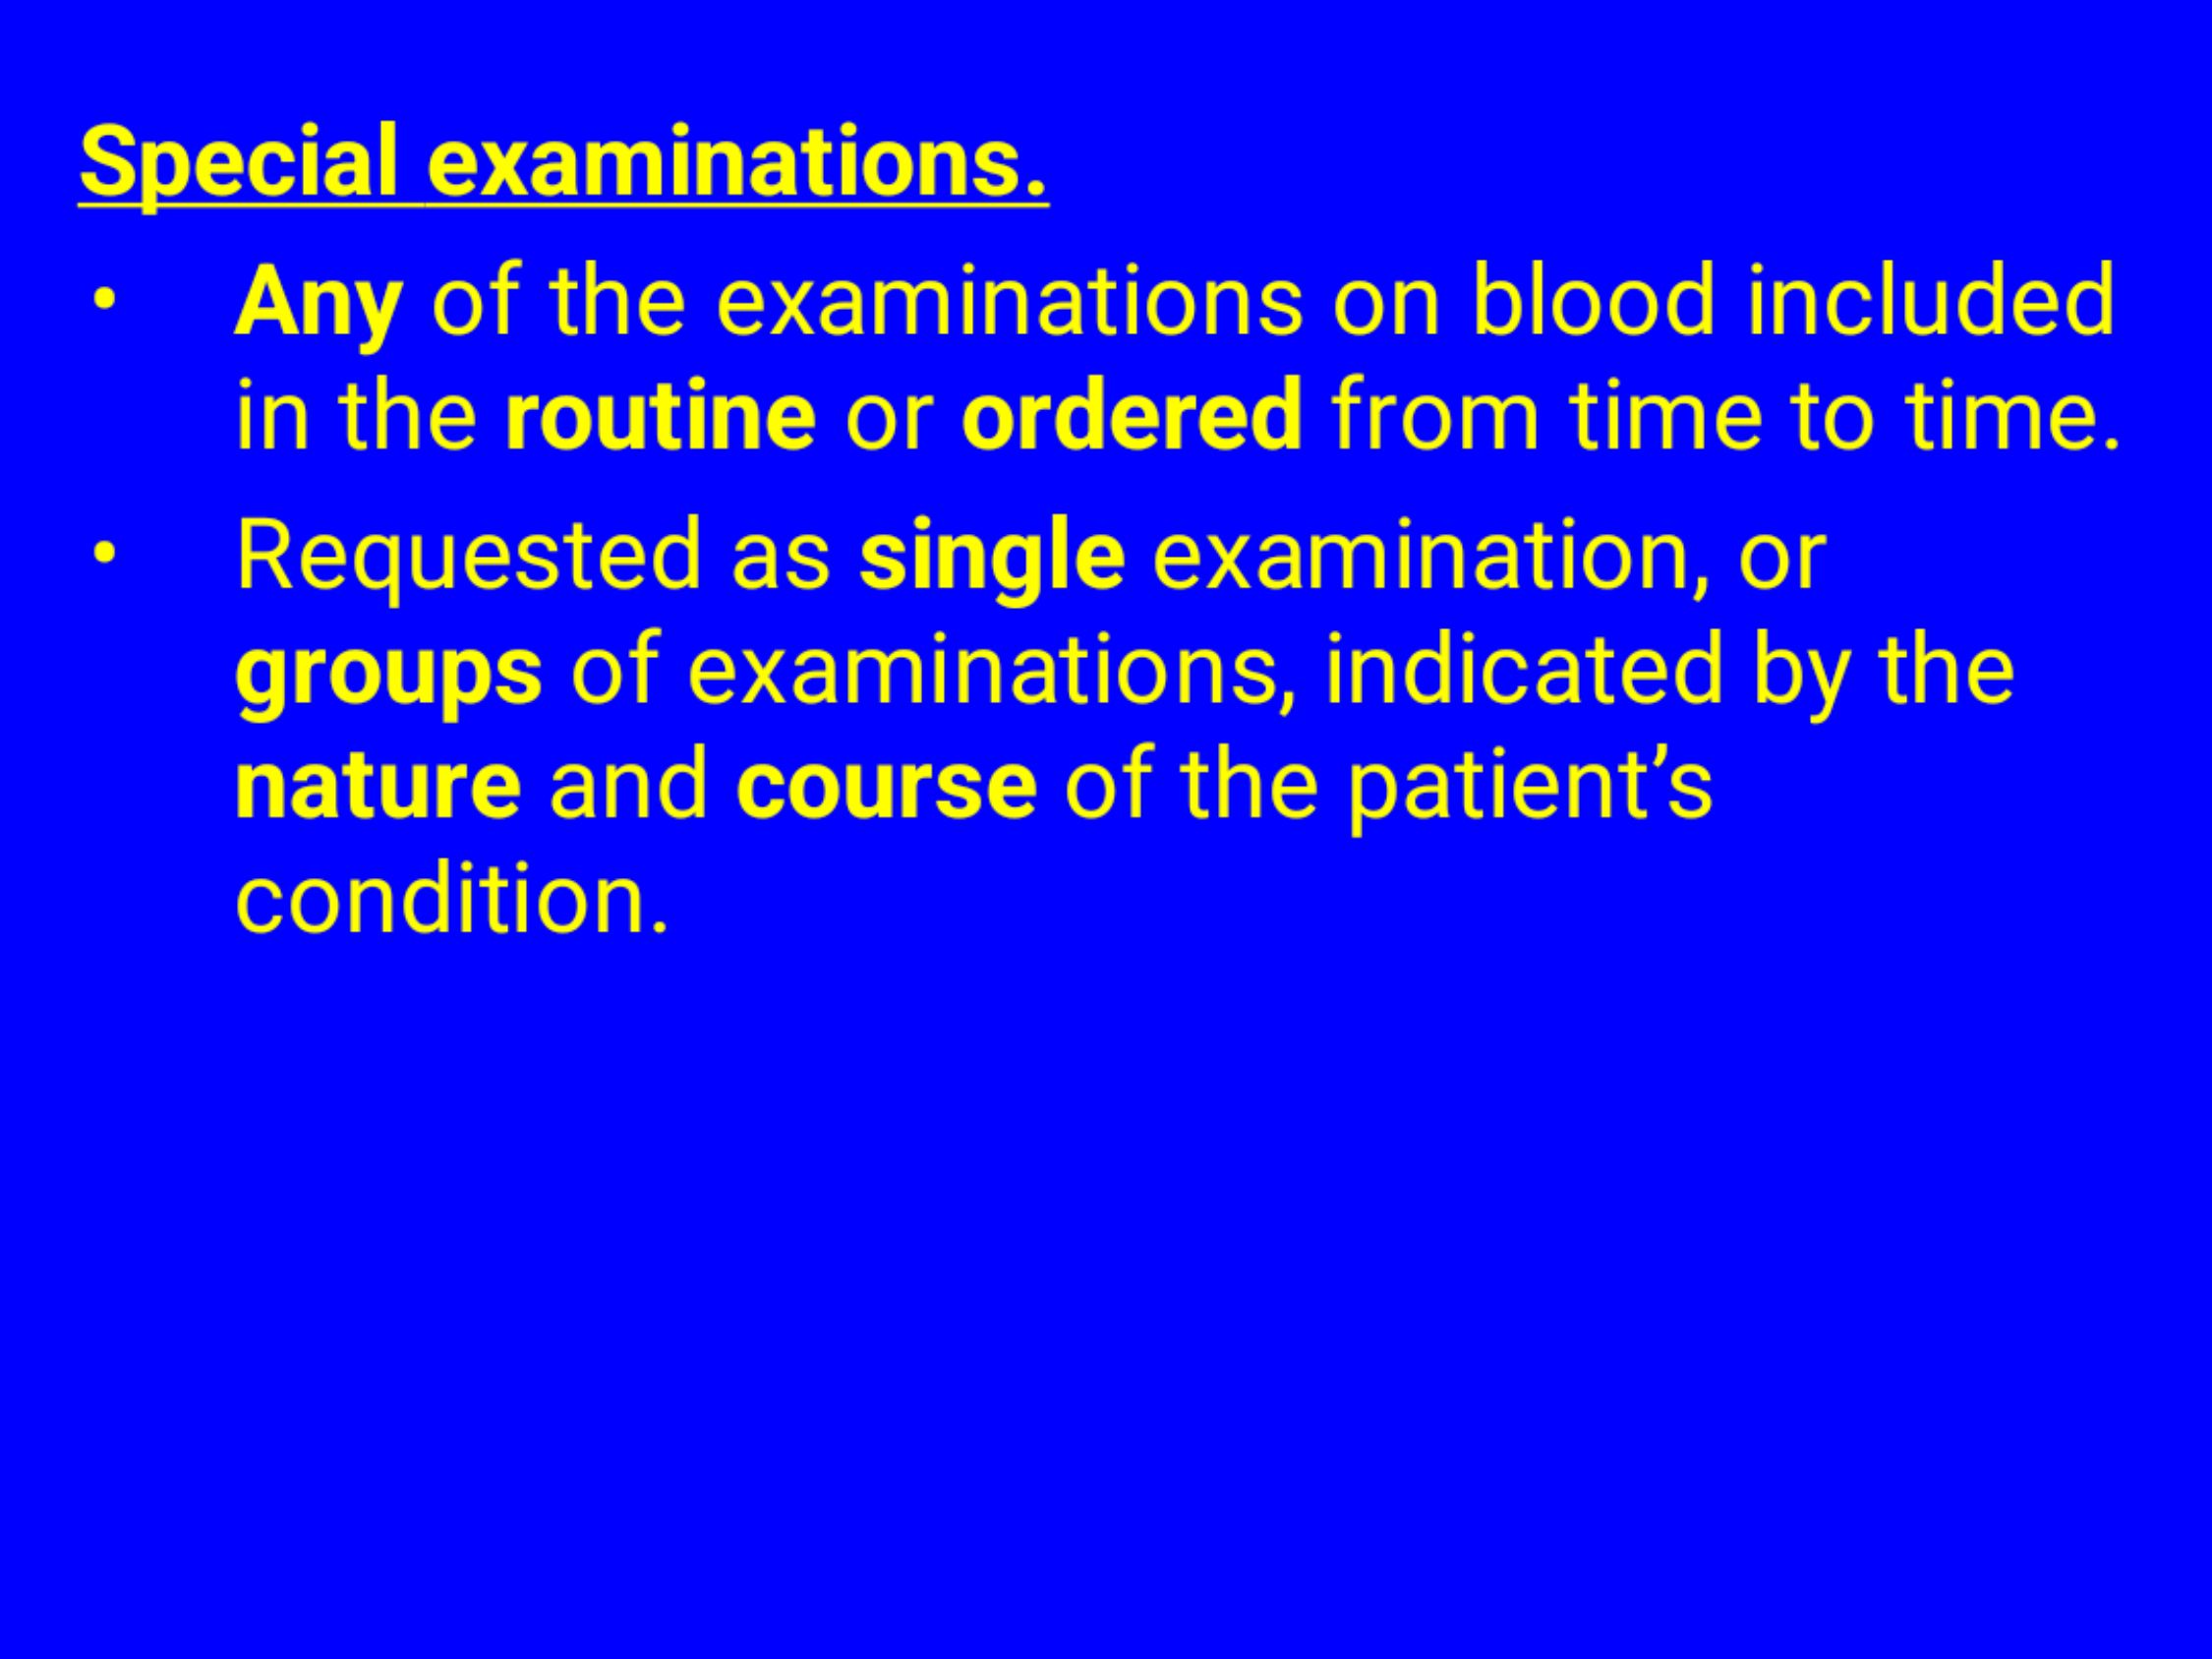 Special examinations.
• Any of the examinations on blood included
in the routine or ordered from time to time.
• Requested as single examination, or
groups of examinations, indicated by the
nature and course of the patient’s
condition.